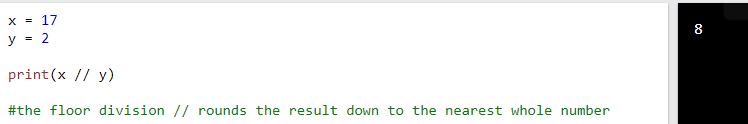 x = 17
y = 2
print(x // y)
#the floor division // rounds the result down to the nearest whole number
8